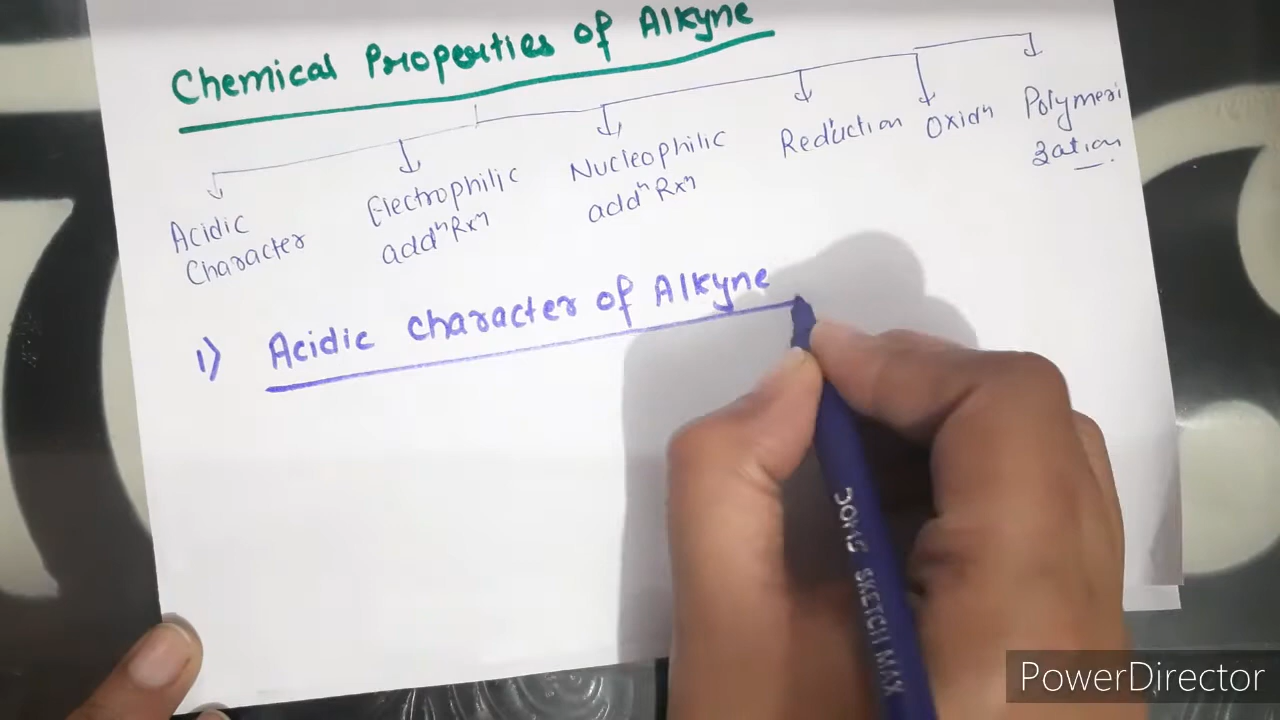 Chemical Properties of Alkyne
Acidic
Character
Electrophilic
addⁿ Rxⁿ
Nucleophilic
addⁿ Rxⁿ
Reduction
Oxidⁿ
Polymeri
zation
1) Acidic character of Alkyne
DOMS SKETCH MAX
PowerDirector